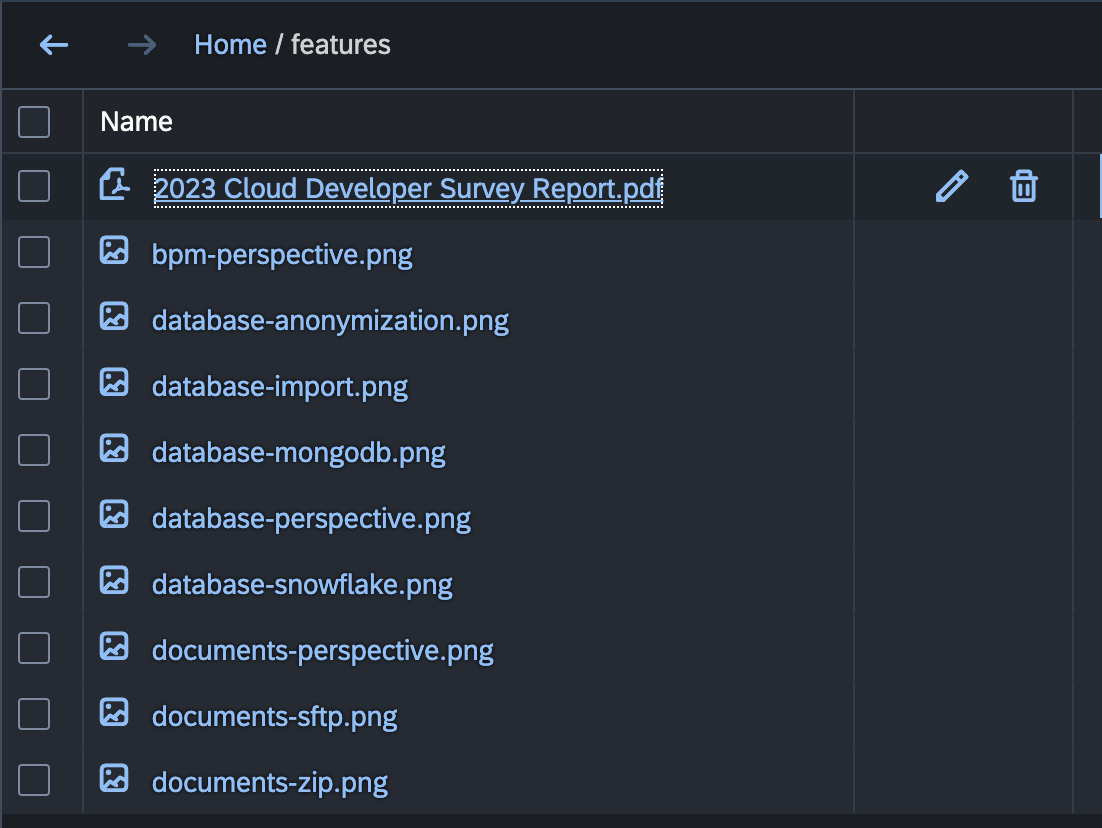 Home / features
Name
2023 Cloud Developer Survey Report.pdf
bpm-perspective.png
database-anonymization.png
database-import.png
database-mongodb.png
database-perspective.png
database-snowflake.png
documents-perspective.png
documents-sftp.png
documents-zip.png